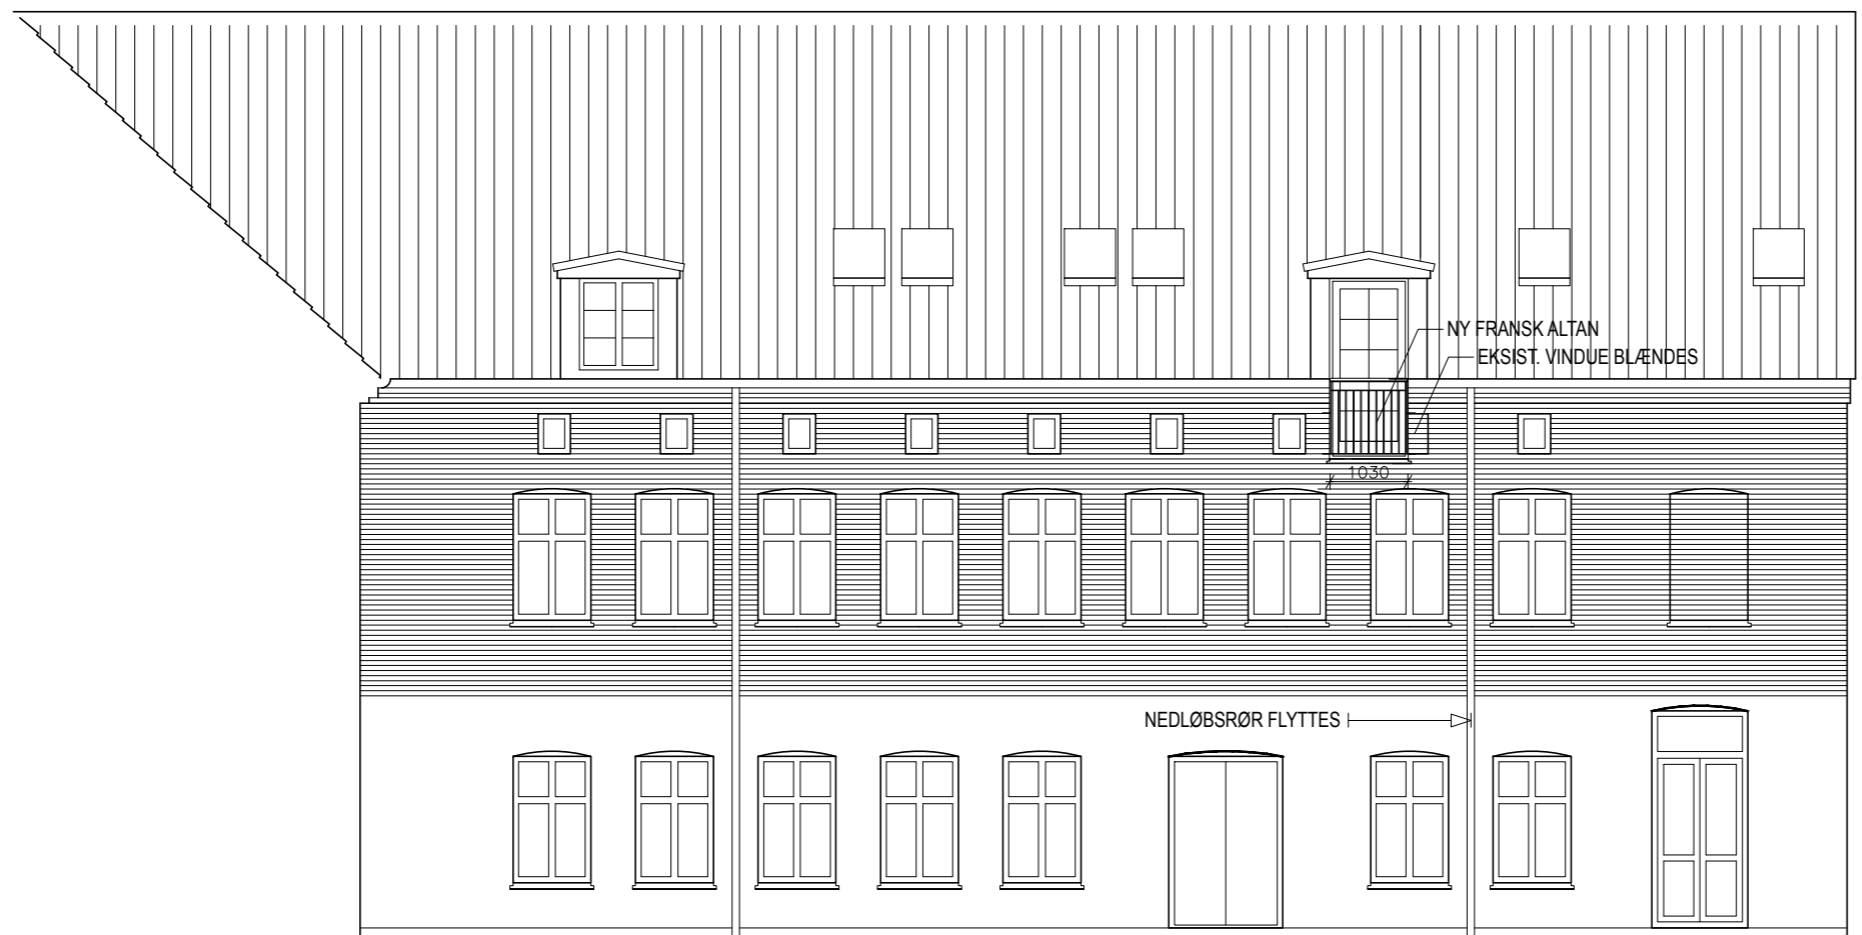 NY FRANSK ALTAN
EKSIST. VINDUE BLÆNDES
1030
NEDLØBSRØR FLYTTES